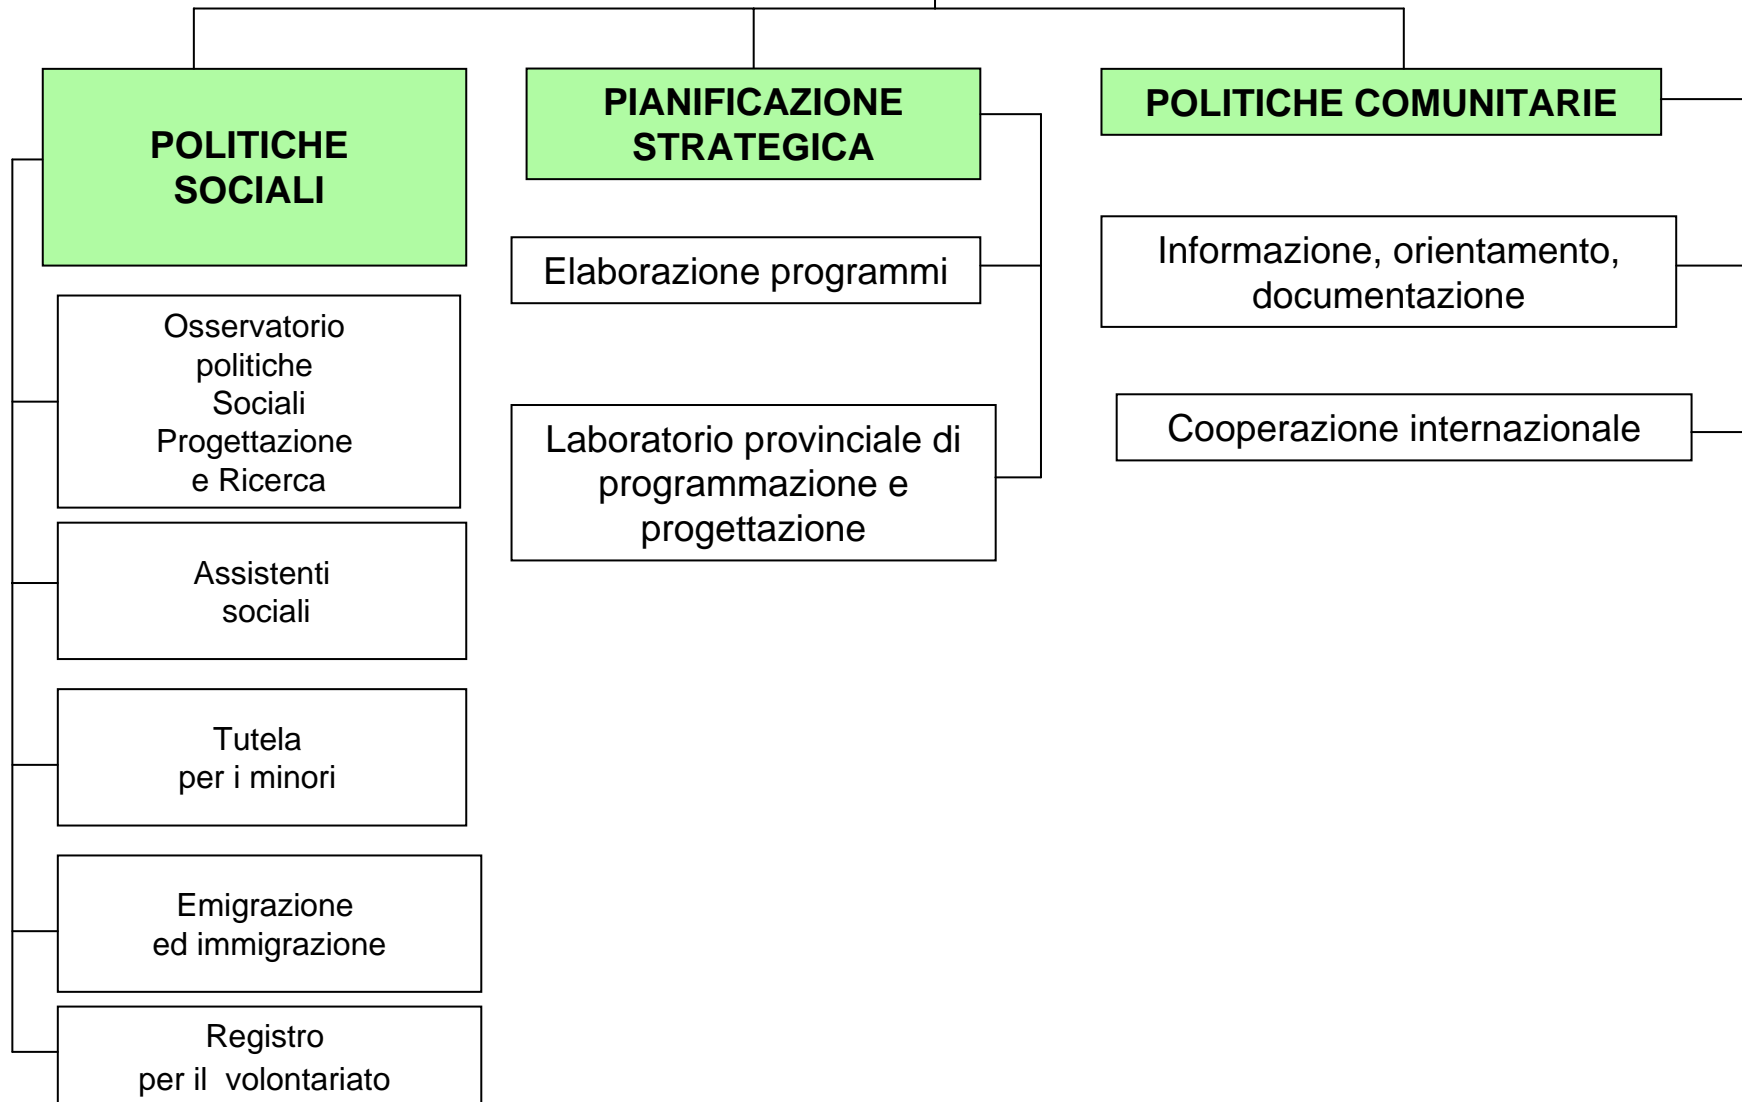 POLITICHE
SOCIALI
Osservatorio
politiche
Sociali
Progettazione
e Ricerca
Assistenti
sociali
Tutela
per i minori
Emigrazione
ed immigrazione
Registro
per il  volontariato
PIANIFICAZIONE
STRATEGICA
Elaborazione programmi
Laboratorio provinciale di
programmazione e
progettazione
POLITICHE COMUNITARIE
Informazione, orientamento,
documentazione
Cooperazione internazionale